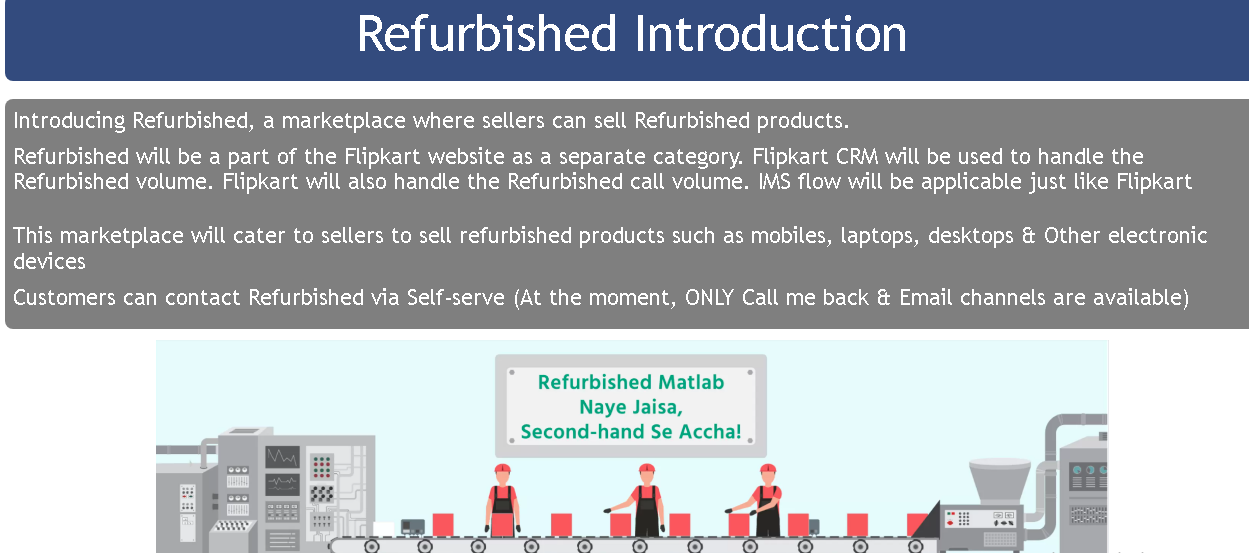 Refurbished Introduction
Introducing Refurbished, a marketplace where sellers can sell Refurbished products.
Refurbished will be a part of the Flipkart website as a separate category. Flipkart CRM will be used to handle the
Refurbished volume. Flipkart will also handle the Refurbished call volume. IMS flow will be applicable just like Flipkart
This marketplace will cater to sellers to sell refurbished products such as mobiles, laptops, desktops & Other electronic
devices
Customers can contact Refurbished via Self-serve (At the moment, ONLY Call me back & Email channels are available)
Refurbished Matlab
Naye Jaisa,
Second-hand Se Accha!